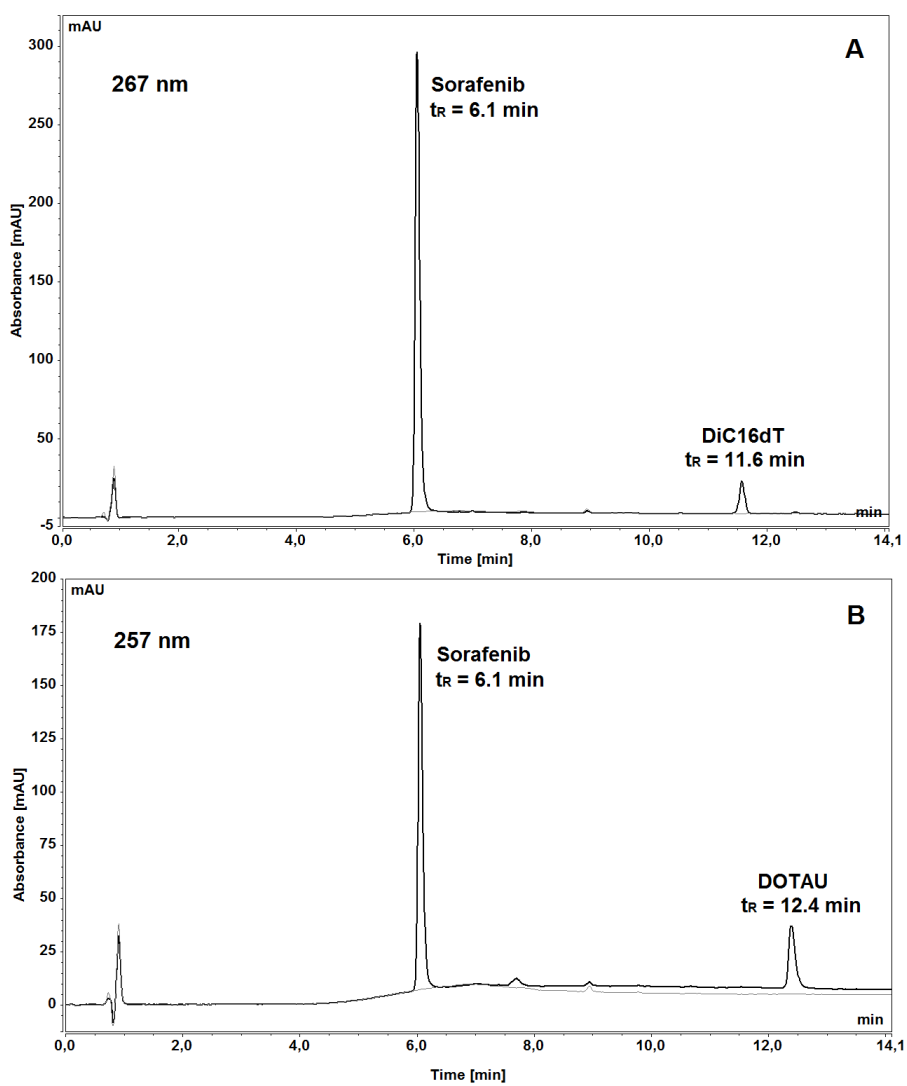 mAU
A
300
267 nm
Sorafenib
tR = 6.1 min
250
200
Absorbance [mAU]
150
100
50
DiC16dT
tR = 11.6 min
min
-5
0,0 2,0 4,0 6,0 8,0 10,0 12,0 14,1
Time [min]
200
mAU
B
257 nm
175
Sorafenib
tR = 6.1 min
150
125
Absorbance [mAU]
100
75
50
DOTAU
tR = 12.4 min
25
0
min
0,0 2,0 4,0 6,0 8,0 10,0 12,0 14,1
Time [min]